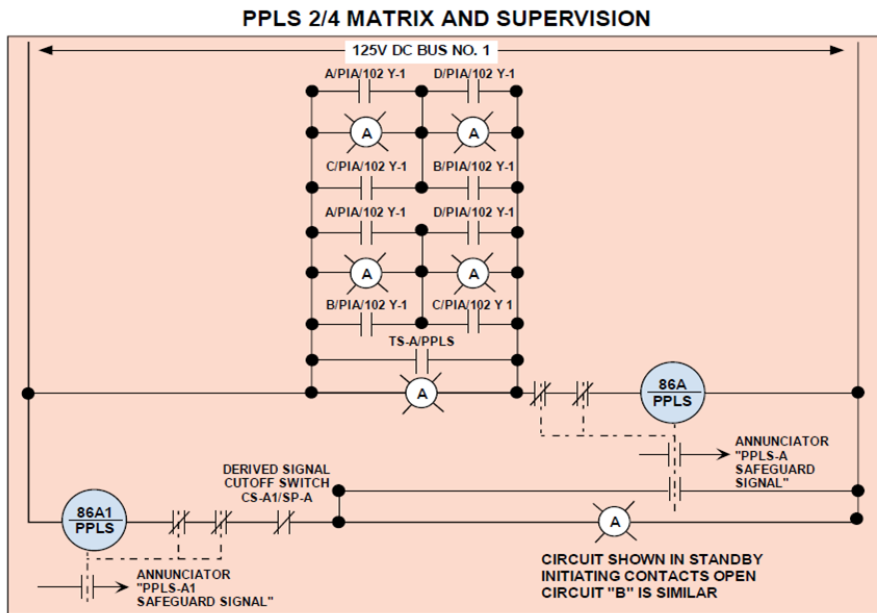 PPLS 2/4 MATRIX AND SUPERVISION
125V DC BUS NO. 1
A/PIA/102 Y-1
D/PIA/102 Y-1
A
A
C/PIA/102 Y-1
B/PIA/102 Y-1
A/PIA/102 Y-1
D/PIA/102 Y-1
A
A
B/PIA/102 Y-1
C/PIA/102 Y 1
TS-A/PPLS
A
86A
PPLS
ANNUNCIATOR
"PPLS-A
SAFEGUARD
SIGNAL"
DERIVED SIGNAL
CUTOFF SWITCH
CS-A1/SP-A
86A1
PPLS
A
ANNUNCIATOR
"PPLS-A1
SAFEGUARD SIGNAL"
CIRCUIT SHOWN IN STANDBY
INITIATING CONTACTS OPEN
CIRCUIT "B" IS SIMILAR